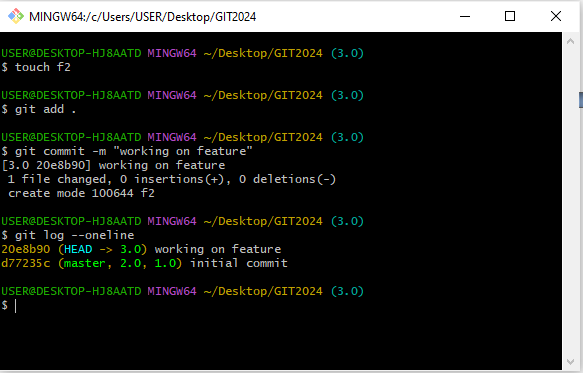 MINGW64:/c/Users/USER/Desktop/GIT2024
USER@DESKTOP-HJ8AATD MINGW64 ~/Desktop/GIT2024 (3.0)
$ touch f2
USER@DESKTOP-HJ8AATD MINGW64 ~/Desktop/GIT2024 (3.0)
$ git add .
USER@DESKTOP-HJ8AATD MINGW64 ~/Desktop/GIT2024 (3.0)
$ git commit -m "working on feature"
[3.0 20e8b90] working on feature
 1 file changed, 0 insertions(+), 0 deletions(-)
 create mode 100644 f2
USER@DESKTOP-HJ8AATD MINGW64 ~/Desktop/GIT2024 (3.0)
$ git log --oneline
20e8b90 (HEAD -> 3.0) working on feature
d77235c (master, 2.0, 1.0) initial commit
USER@DESKTOP-HJ8AATD MINGW64 ~/Desktop/GIT2024 (3.0)
$